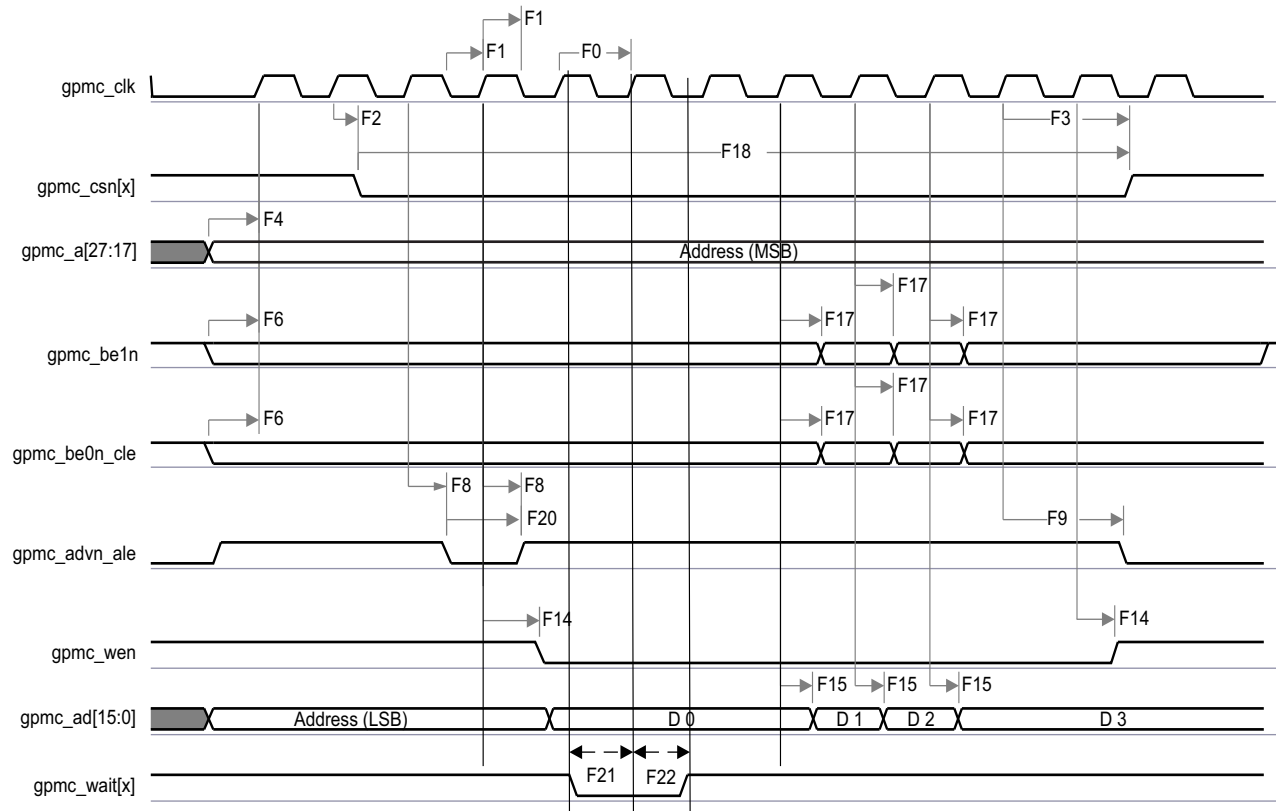 F1
F1
F0
gpmc_clk
F2
F3
F18
gpmc_csn[x]
F4
gpmc_a[27:17]
Address (MSB)
F17
F6
F17
F17
gpmc_be1n
F17
F6
F17
F17
gpmc_be0n_cle
F8
F8
F20
F9
gpmc_advn_ale
F14
F14
gpmc_wen
F15
F15
F15
gpmc_ad[15:0]
Address (LSB)
D 0
D 1
D 2
D 3
F21
F22
gpmc_wait[x]